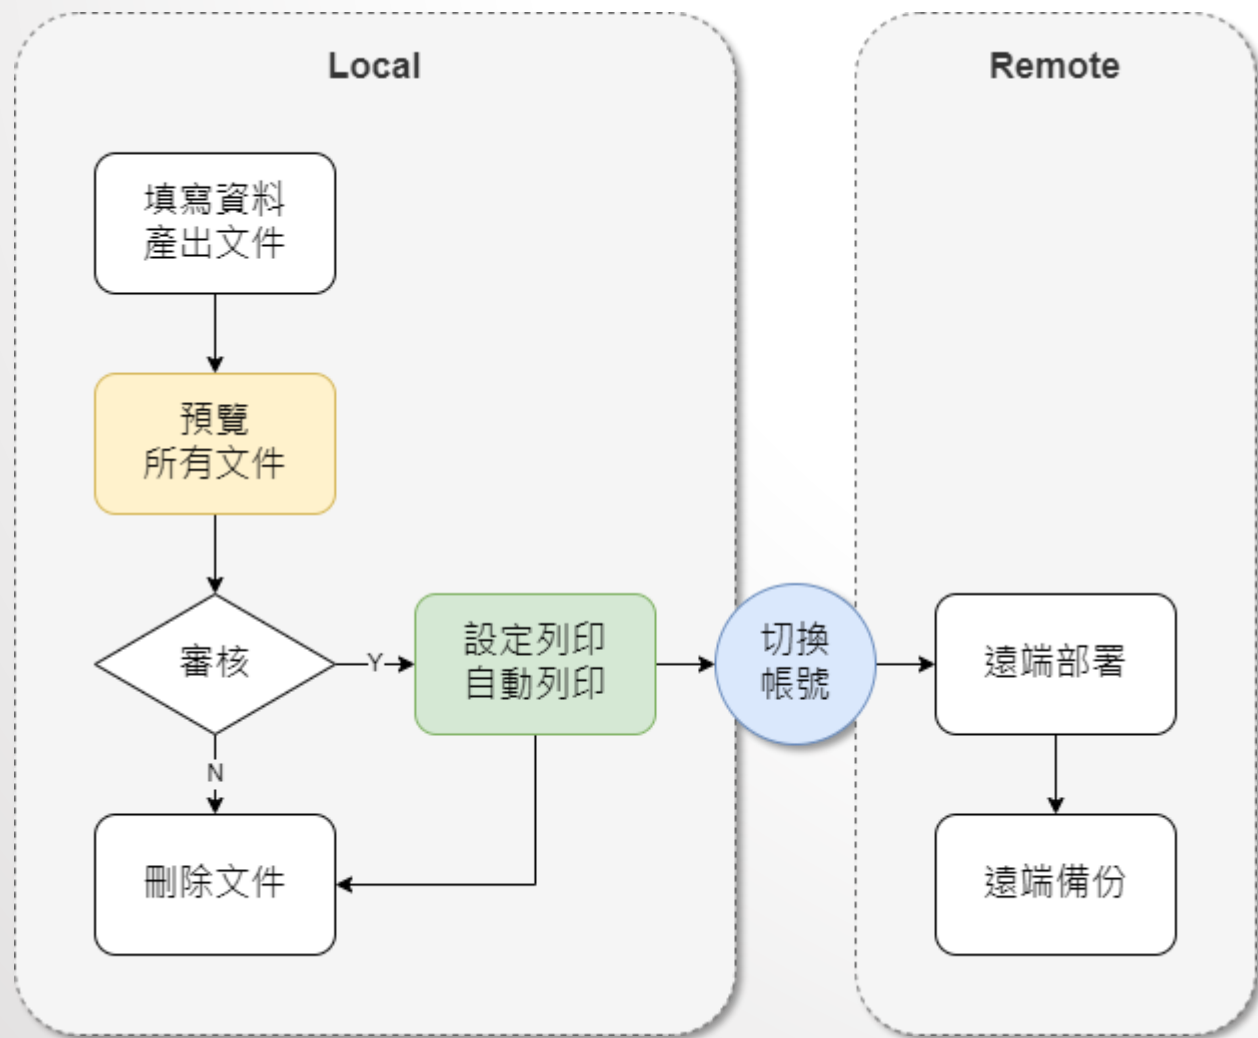 Local
Remote
填寫資料
產出文件
預覽
所有文件
審核
Y
設定列印
自動列印
切換
帳號
遠端部署
N
刪除文件
遠端備份